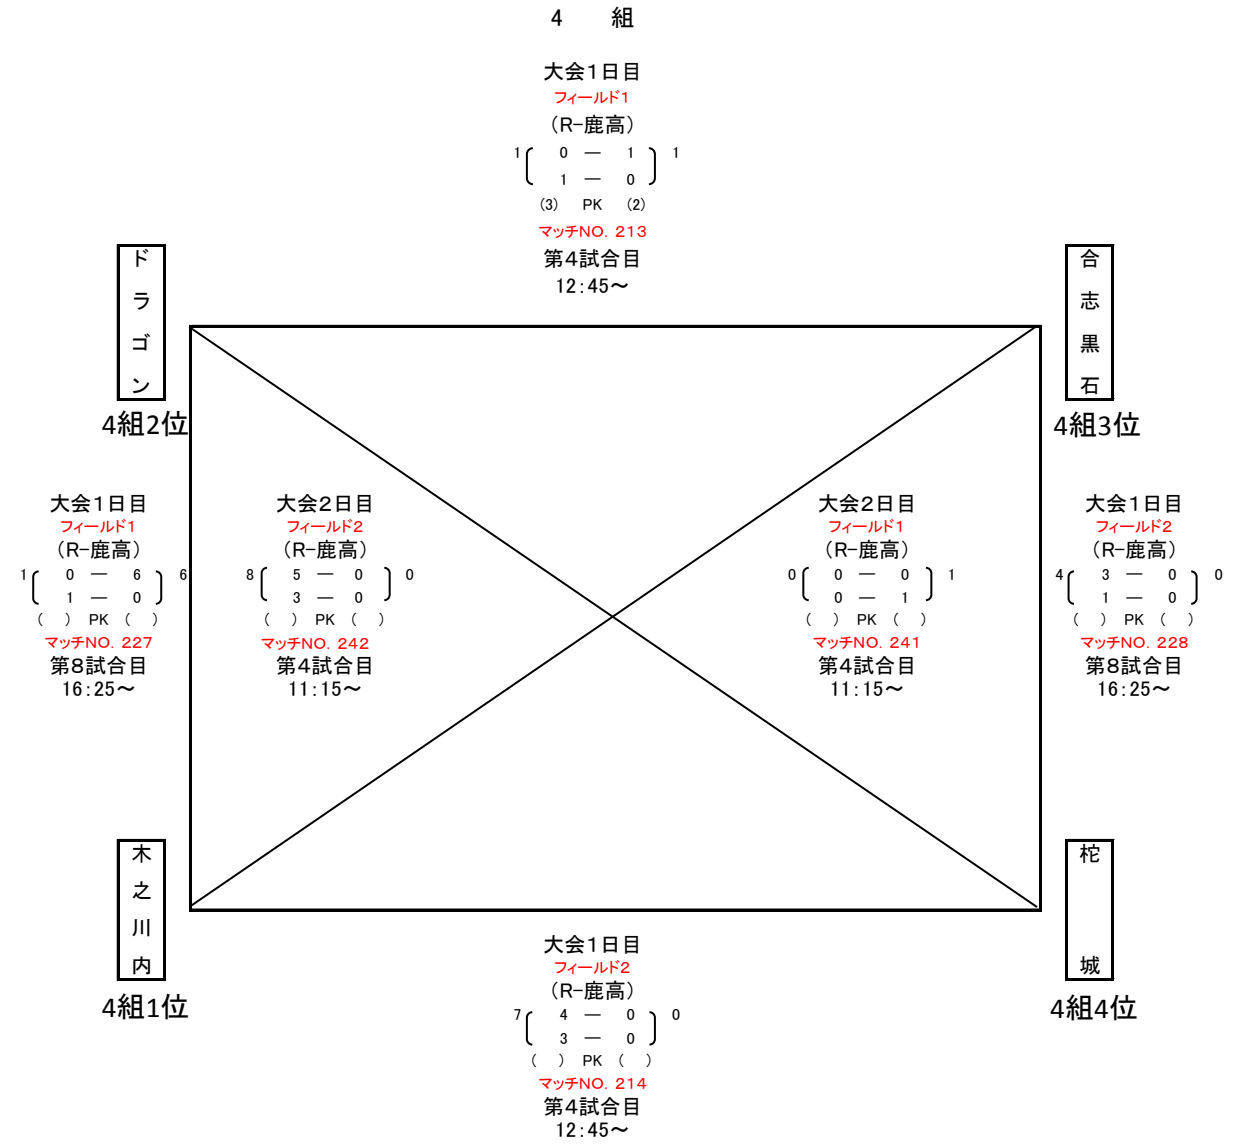 4 組
大会1日目
フィールド1
(R-鹿高)
1 0 — 1 1
1 — 0
(3) PK (2)
マッチNO. 213
第4試合目
12:45～
ドラゴン
4組2位
合志黒石
4組3位
大会1日目
フィールド1
(R-鹿高)
1 0 — 6 6
1 — 0
( ) PK ( )
マッチNO. 227
第8試合目
16:25～
大会2日目
フィールド2
(R-鹿高)
8 5 — 0 0
3 — 0
( ) PK ( )
マッチNO. 242
第4試合目
11:15～
大会2日目
フィールド1
(R-鹿高)
0 0 — 0 1
0 — 1
( ) PK ( )
マッチNO. 241
第4試合目
11:15～
大会1日目
フィールド2
(R-鹿高)
4 3 — 0 0
1 — 0
( ) PK ( )
マッチNO. 228
第8試合目
16:25～
木之川内
4組1位
柁城
4組4位
大会1日目
フィールド2
(R-鹿高)
7 4 — 0 0
3 — 0
( ) PK ( )
マッチNO. 214
第4試合目
12:45～